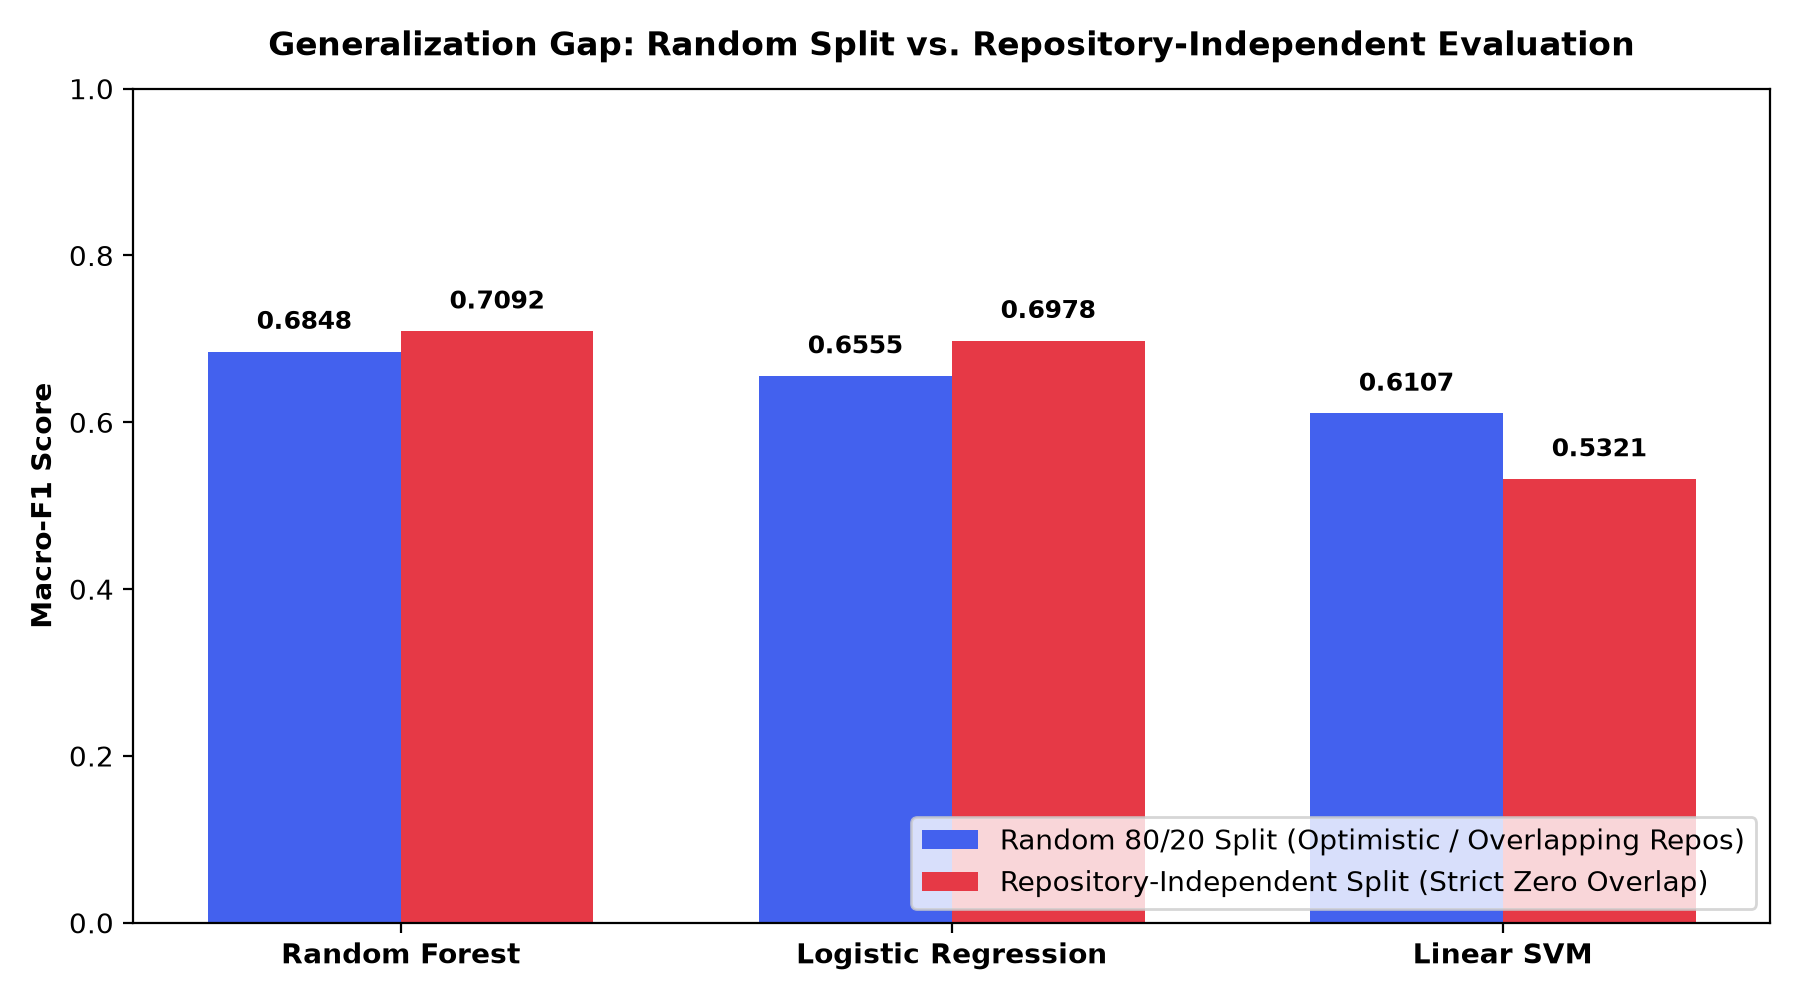 Generalization Gap: Random Split vs. Repository-Independent Evaluation
Macro-F1 Score
1.0
0.8
0.6
0.4
0.2
0.0
0.6848
0.7092
0.6555
0.6978
0.6107
0.5321
Random 80/20 Split (Optimistic / Overlapping Repos)
Repository-Independent Split (Strict Zero Overlap)
Random Forest
Logistic Regression
Linear SVM